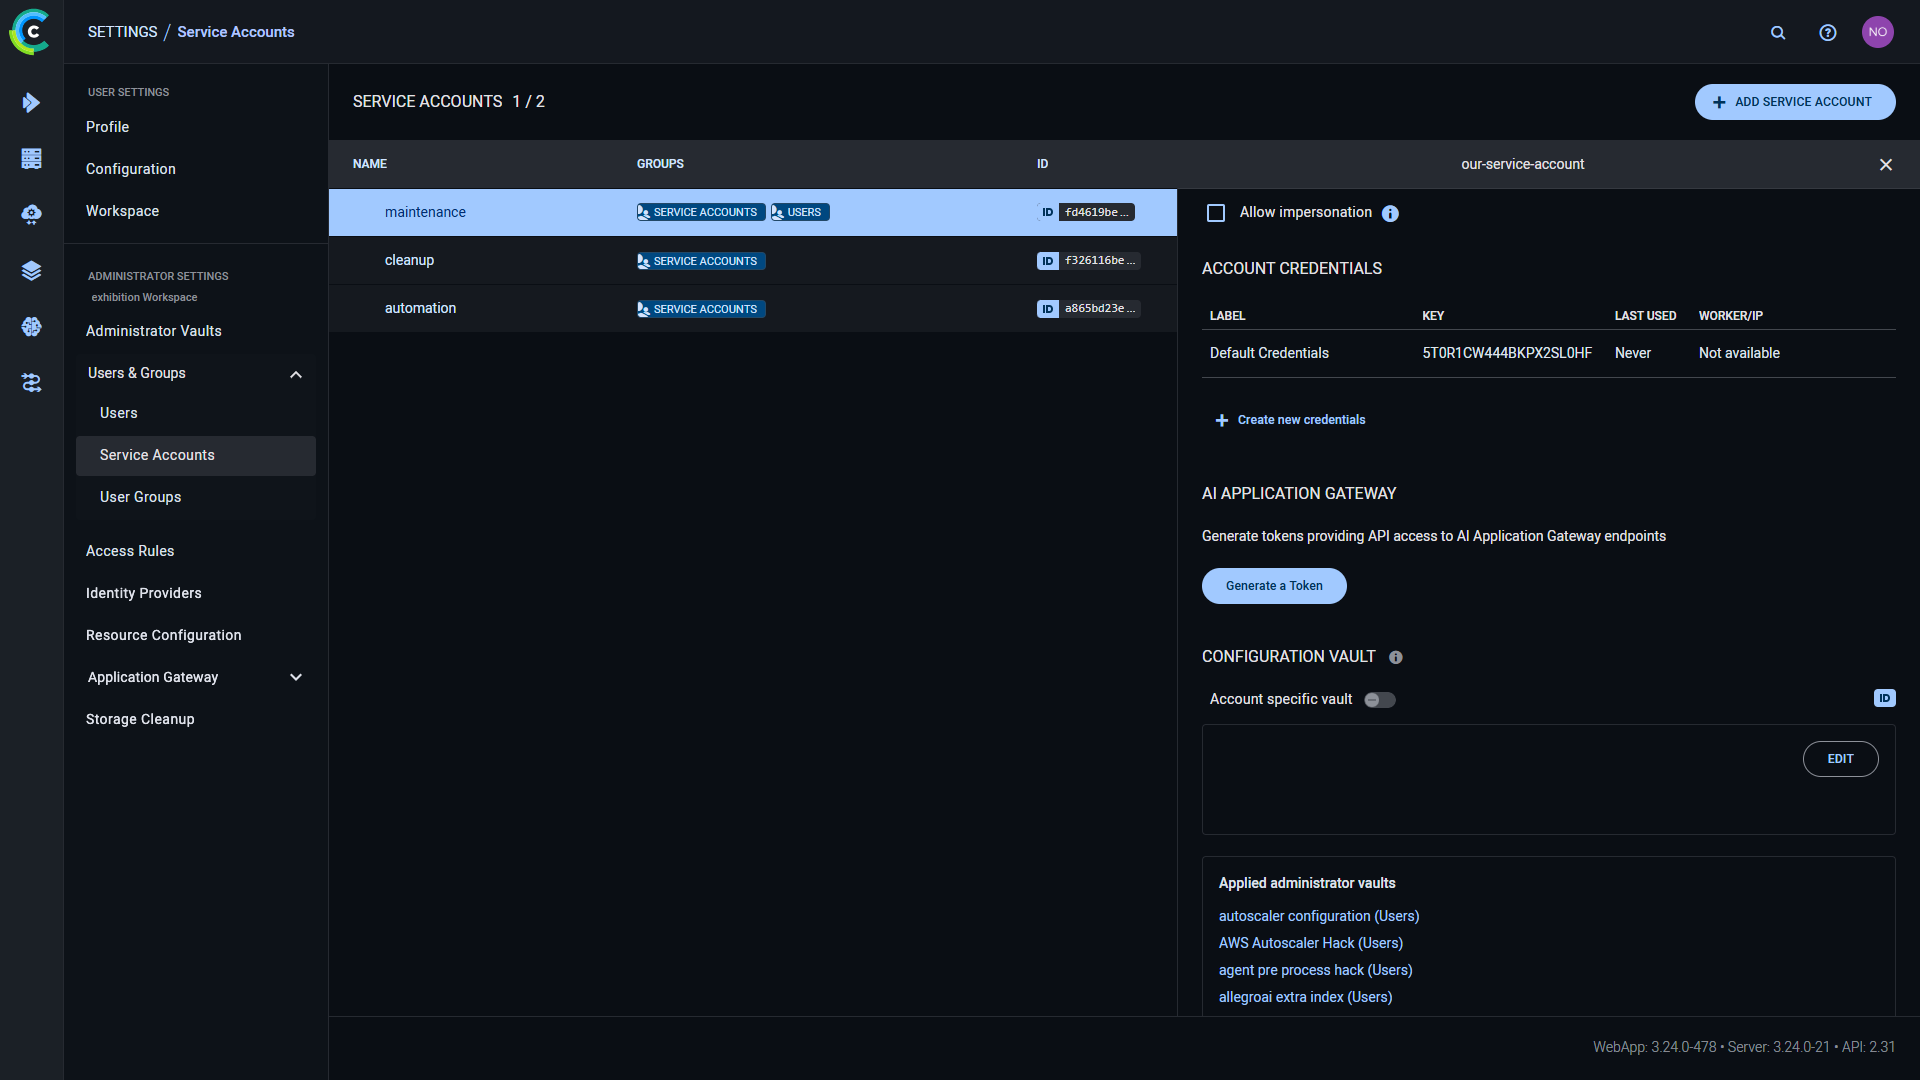 SETTINGS / Service Accounts
NO
USER SETTINGS
Profile
Configuration
Workspace
ADMINISTRATOR SETTINGS
exhibition Workspace
Administrator Vaults
Users & Groups
Users
Service Accounts
User Groups
Access Rules
Identity Providers
Resource Configuration
Application Gateway
Storage Cleanup
SERVICE ACCOUNTS 1 / 2
ADD SERVICE ACCOUNT
NAME GROUPS ID
maintenance SERVICE ACCOUNTS USERS ID fd4619be...
cleanup SERVICE ACCOUNTS ID f326116be...
automation SERVICE ACCOUNTS ID a865bd23e...
our-service-account
Allow impersonation
ACCOUNT CREDENTIALS
LABEL KEY LAST USED WORKER/IP
Default Credentials 5T0R1CW444BKPX2SL0HF Never Not available
Create new credentials
AI APPLICATION GATEWAY
Generate tokens providing API access to AI Application Gateway endpoints
Generate a Token
CONFIGURATION VAULT
Account specific vault ID
EDIT
Applied administrator vaults
autoscaler configuration (Users)
AWS Autoscaler Hack (Users)
agent pre process hack (Users)
allegroai extra index (Users)
WebApp: 3.24.0-478 • Server: 3.24.0-21 • API: 2.31